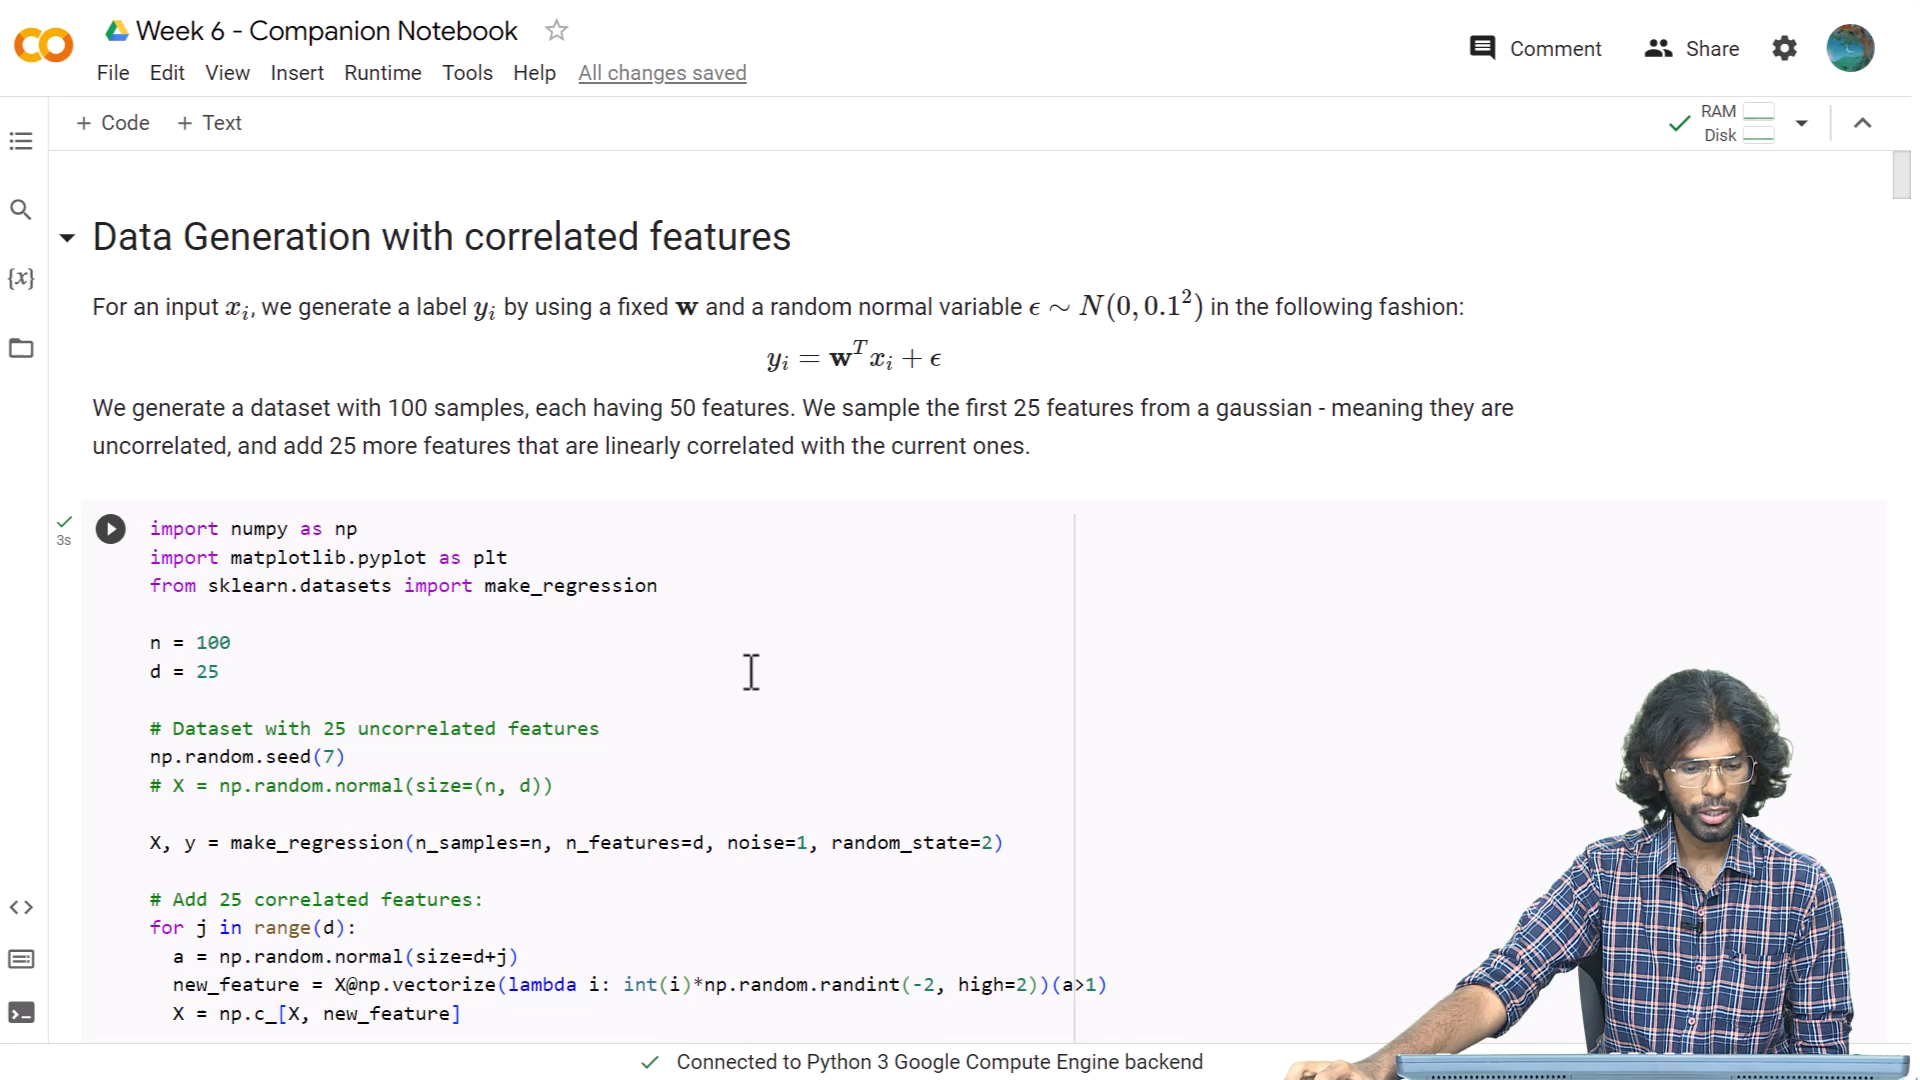 Week 6 - Companion Notebook
File Edit View Insert Runtime Tools Help All changes saved
Comment Share
+ Code + Text
RAM
Disk
Data Generation with correlated features
For an input xᵢ, we generate a label yᵢ by using a fixed w and a random normal variable ϵ ∼ N(0, 0.1²) in the following fashion:
yᵢ = wᵀxᵢ + ϵ
We generate a dataset with 100 samples, each having 50 features. We sample the first 25 features from a gaussian - meaning they are
uncorrelated, and add 25 more features that are linearly correlated with the current ones.
3s
import numpy as np
import matplotlib.pyplot as plt
from sklearn.datasets import make_regression
n = 100
d = 25
# Dataset with 25 uncorrelated features
np.random.seed(7)
# X = np.random.normal(size=(n, d))
X, y = make_regression(n_samples=n, n_features=d, noise=1, random_state=2)
# Add 25 correlated features:
for j in range(d):
a = np.random.normal(size=d+j)
new_feature = X@np.vectorize(lambda i: int(i)*np.random.randint(-2, high=2))(a>1)
X = np.c_[X, new_feature]
Connected to Python 3 Google Compute Engine backend